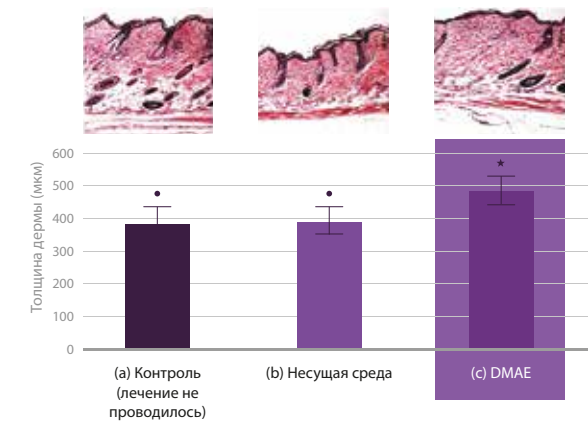 Толщина дермы (мкм)
600
500
400
300
200
100
0
(a) Контроль
(лечение не
проводилось)
(b) Несущая среда
(c) DMAE